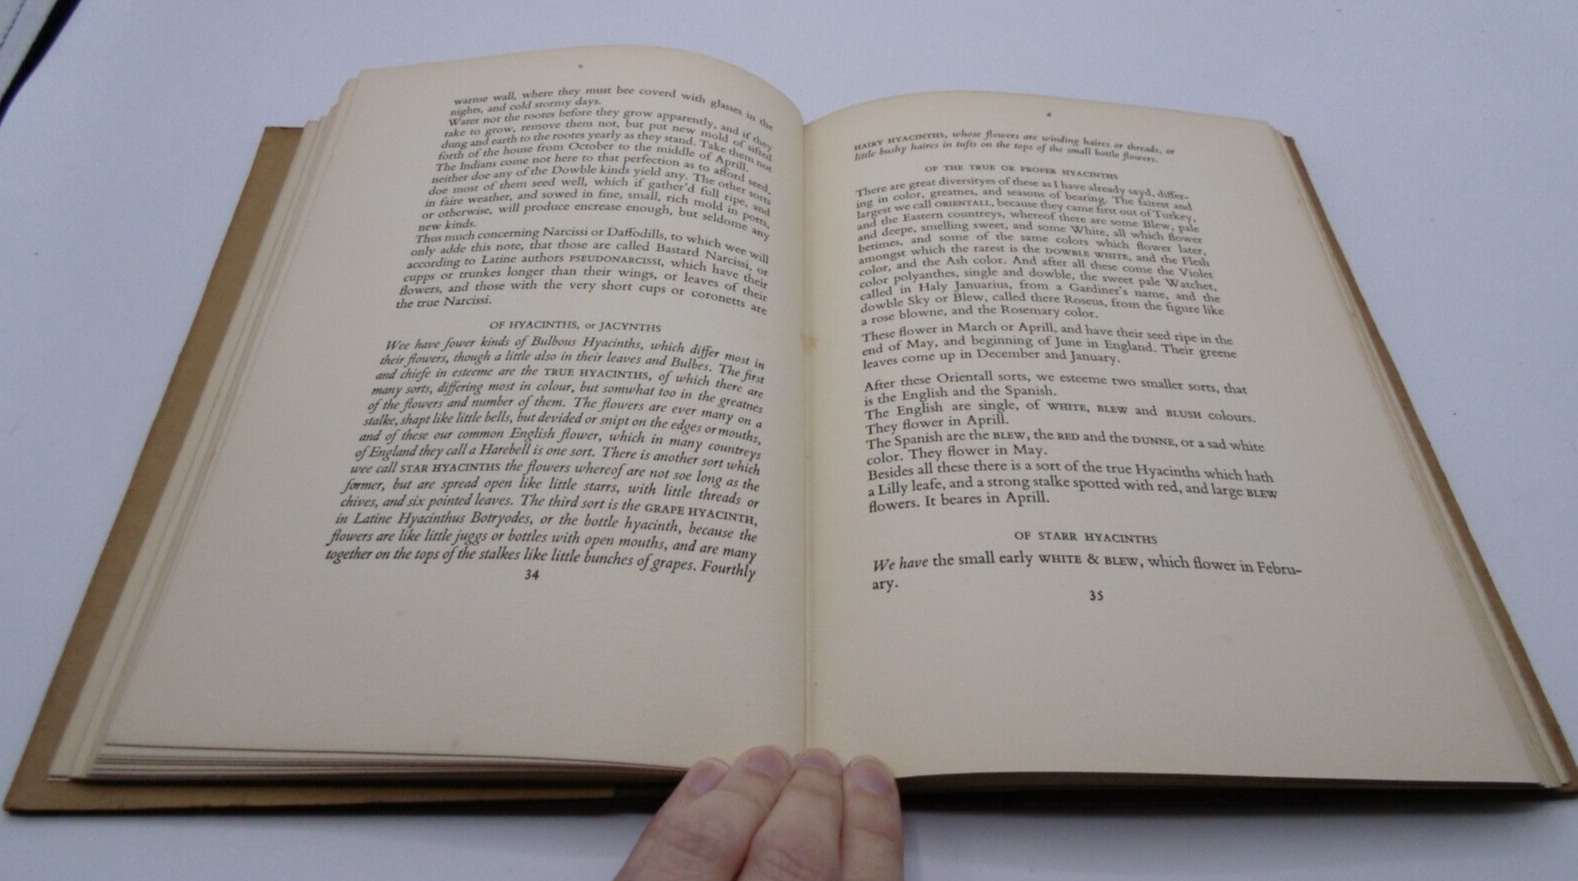 warme wall, where they must bee coverd with glasses in the
nights, and cold stormy days.
Water not the rootes before they grow apparently, and if they
take to grow, remove them not, but put new mold of sifted
dung and earth to the rootes yearly as they stand. Take them not
forth of the house from October to the middle of Aprill.
The Indians come not here to that perfection as to afford seed,
neither doe any of the Dowble kinds yield any. The other sorts
doe most of them seed well, which if gather'd full ripe, and
in faire weather, and sowed in fine, small, rich mold in potts,
or otherwise, will produce encrease enough, but seldome any
new kinds.
Thus much concerning Narcissi or Daffodills, to which wee will
only adde this note, that those are called Bastard Narcissi, or
according to Latine authors PSEUDONARCISSI, which have their
cupps or trunkes longer than their wings, or leaves of their
flowers, and those with the very short cups or coronetts are
the true Narcissi.
OF HYACINTHS, or JACYNTHS
Wee have fower kinds of Bulbous Hyacinths, which differ most in
their flowers, though a little also in their leaves and Bulbes. The first
and chiefe in esteeme are the TRUE HYACINTHS, of which there are
many sorts, differing most in colour, but somwhat too in the greatnes
of the flowers and number of them. The flowers are ever many on a
stalke, shapt like little bells, but devided or snipt on the edges or mouths,
and of these our common English flower, which in many countreys
of England they call a Harebell is one sort. There is another sort which
wee call STAR HYACINTHS the flowers whereof are not soe long as the
former, but are spread open like little starrs, with little threads or
chives, and six pointed leaves. The third sort is the GRAPE HYACINTH,
in Latine Hyacinthus Botryodes, or the bottle hyacinth, because the
flowers are like little juggs or bottles with open mouths, and are many
together on the tops of the stalkes like little bunches of grapes. Fourthly
34
HAIRY HYACINTHS, whose flowers are winding haires or threads, or
little bushy haires in tufts on the tops of the small bottle flowers.
OF THE TRUE OR PROPER HYACINTHS
There are great diversityes of these as I have already sayd, differ-
ing in color, greatnes, and seasons of bearing. The fairest and
largest we call ORIENTALL, because they came first out of Turkey,
and the Eastern countreys, whereof there are some Blew, pale
and deepe, smelling sweet, and some White, all which flower
betimes, and some of the same colors which flower later,
amongst which the rarest is the DOWBLE WHITE, and the Flesh
color, and the Ash color. And after all these come the Violet
color polyanthes, single and dowble, the sweet pale Watchet,
called in Haly Januarius, from a Gardiner's name, and the
dowble Sky or Blew, called there Roseus, from the figure like
a rose blowne, and the Rosemary color.
These flower in March or Aprill, and have their seed ripe in the
end of May, and beginning of June in England. Their greene
leaves come up in December and January.
After these Orientall sorts, we esteeme two smaller sorts, that
is the English and the Spanish.
The English are single, of WHITE, BLEW and BLUSH colours.
They flower in Aprill.
The Spanish are the BLEW, the RED and the DUNNE, or a sad white
color. They flower in May.
Besides all these there is a sort of the true Hyacinths which hath
a Lilly leafe, and a strong stalke spotted with red, and large BLEW
flowers. It beares in Aprill.
OF STARR HYACINTHS
We have the small early WHITE & BLEW, which flower in Febru-
ary.
35